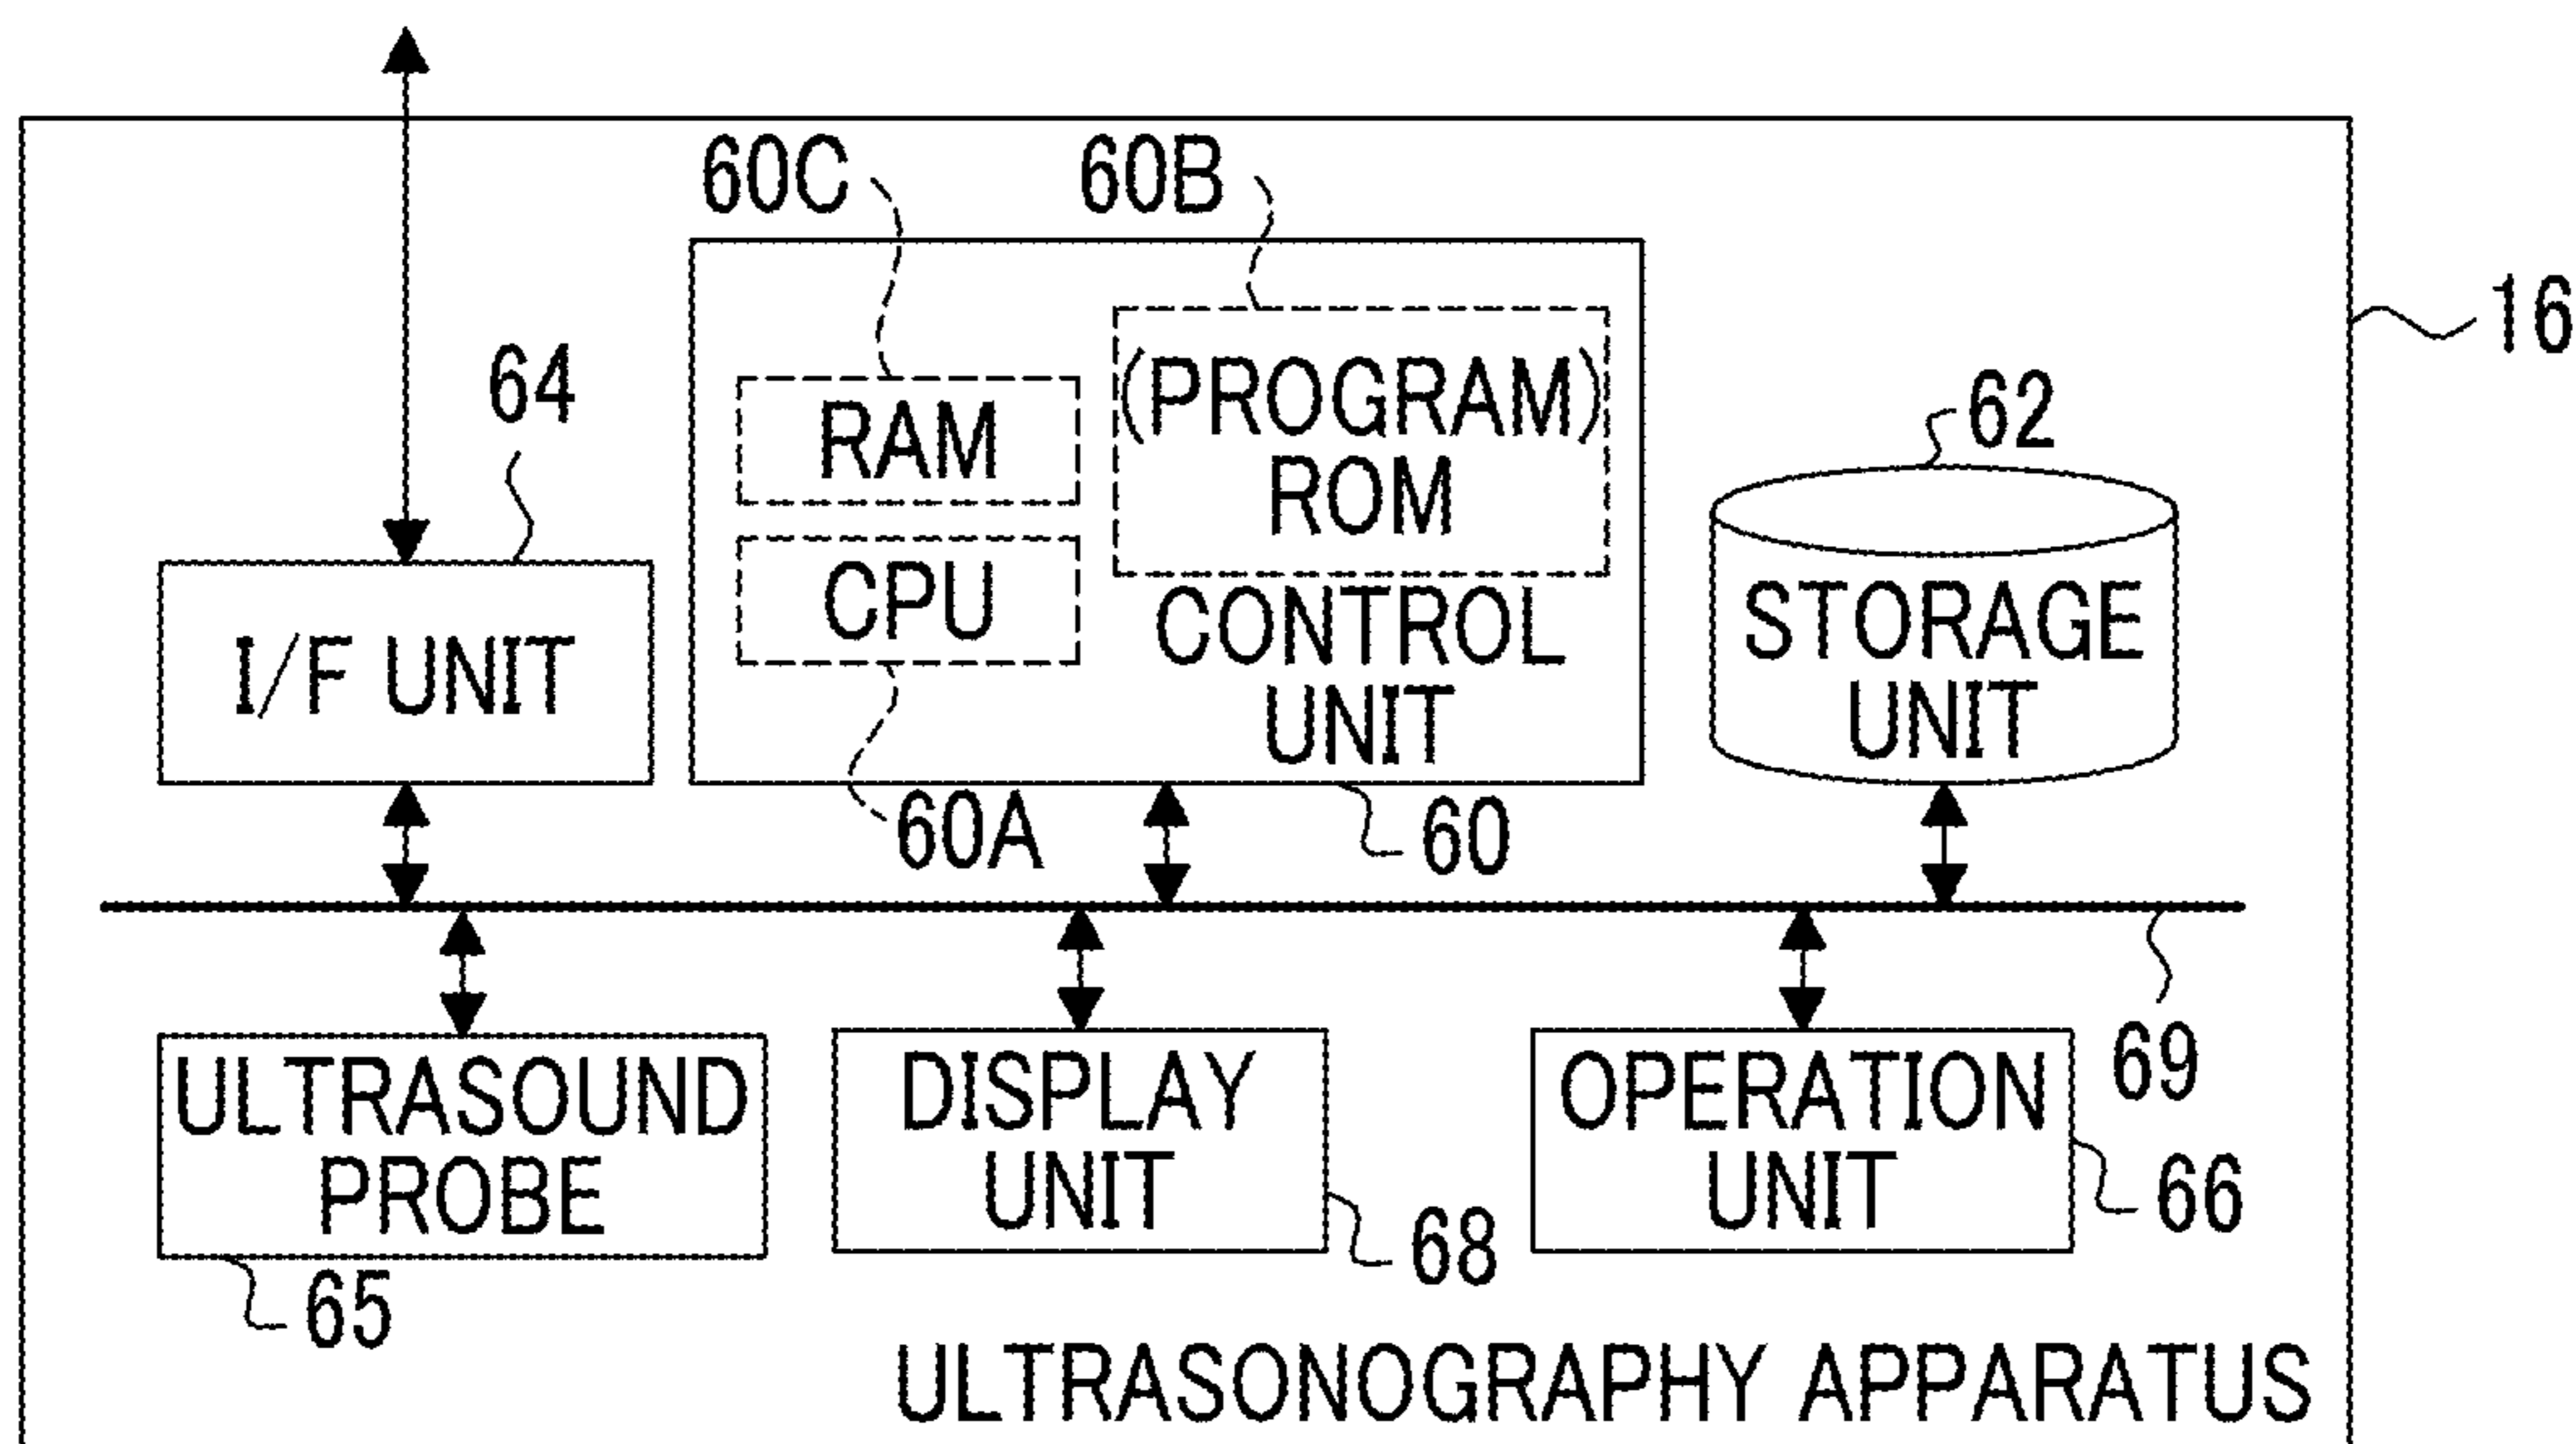 60C
60B
16
64
62
RAM
(PROGRAM)
ROM
CPU
CONTROL
UNIT
I/F UNIT
STORAGE
UNIT
60A
60
69
ULTRASOUND
PROBE
65
DISPLAY
UNIT
68
OPERATION
UNIT
66
ULTRASONOGRAPHY APPARATUS